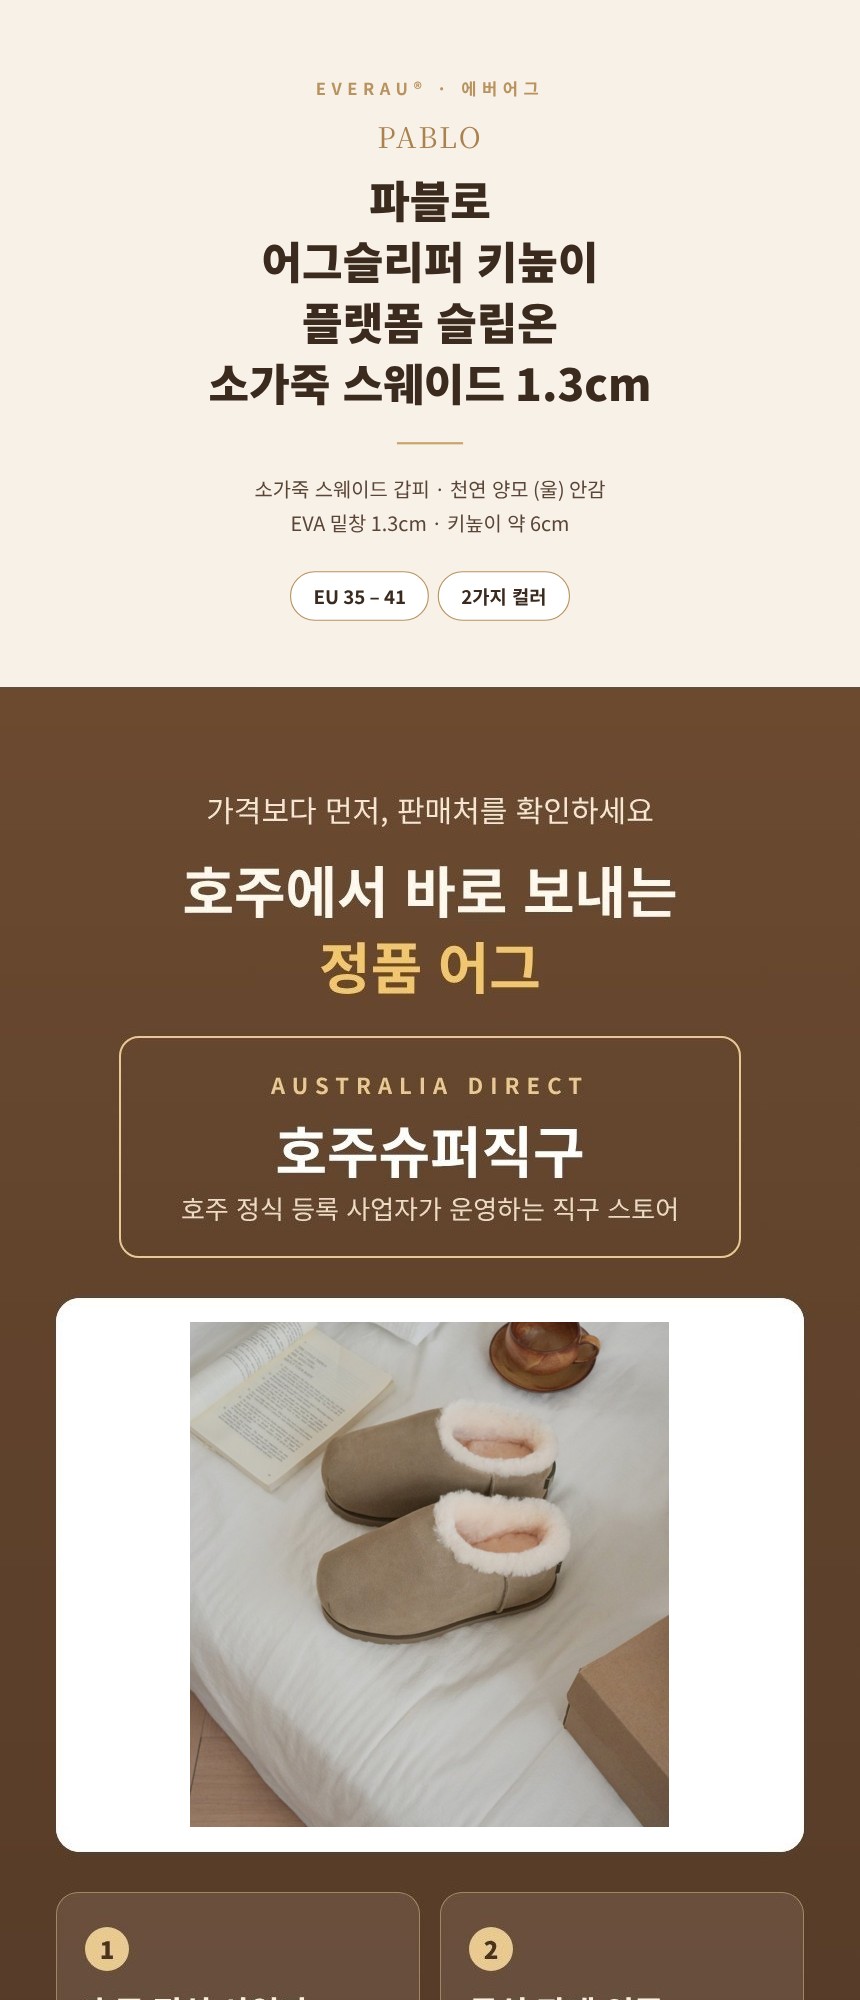 EVERAU® · 에버어그
PABLO
파블로
어그슬리퍼 키높이
플랫폼 슬립온
소가죽 스웨이드 1.3cm
소가죽 스웨이드 갑피 · 천연 양모 (울) 안감
EVA 밑창 1.3cm · 키높이 약 6cm
EU 35 – 41
2가지 컬러
가격보다 먼저, 판매처를 확인하세요
호주에서 바로 보내는
정품 어그
AUSTRALIA DIRECT
호주슈퍼직구
호주 정식 등록 사업자가 운영하는 직구 스토어
1
2